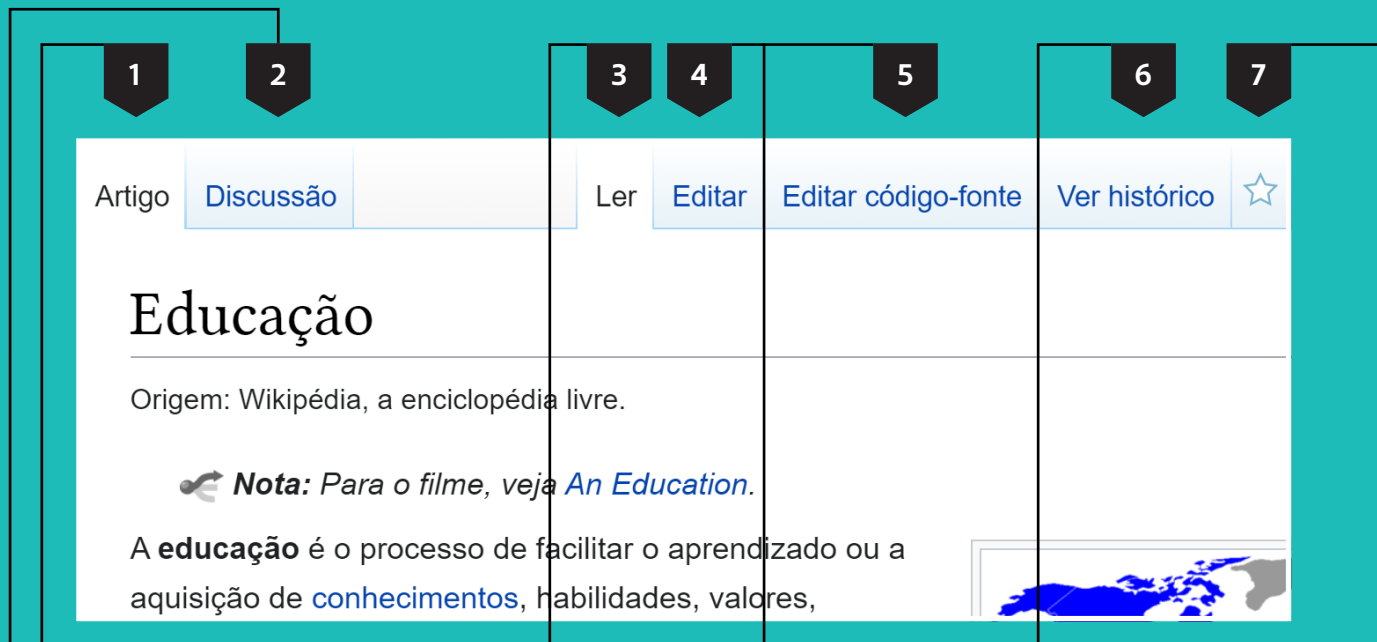 1 2 3 4 5 6 7
Artigo Discussão Ler Editar Editar código-fonte Ver histórico
Educação
Origem: Wikipédia, a enciclopédia livre.
Nota: Para o filme, veja An Education.
A educação é o processo de facilitar o aprendizado ou a
aquisição de conhecimentos, habilidades, valores,